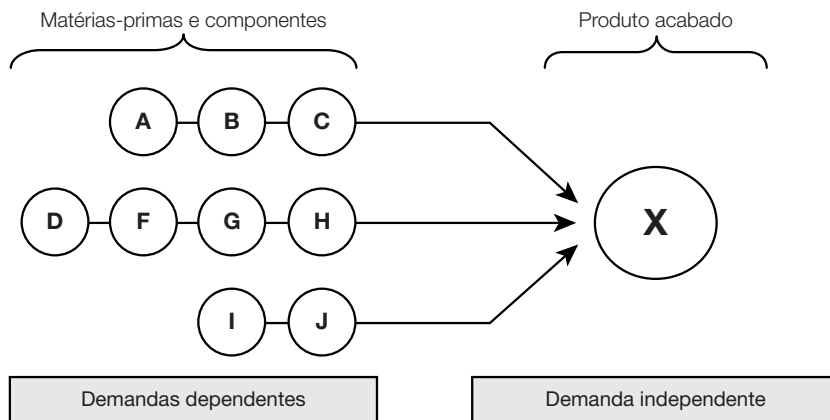 Matérias-primas e componentes
Produto acabado
A B C
D F G H
X
I J
Demandas dependentes
Demanda independente